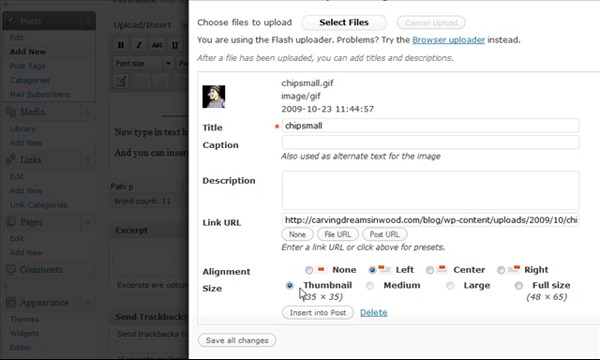 Posts
Edit
Add New
Post Tags
Categories
Mail Subscribers
Media
Library
Add New
Links
Edit
Add New
Link Categories
Pages
Edit
Add New
Comments
Appearance
Themes
Widgets
Editor
Permalink:
Upload/Insert
B I U
Font size
Now type in text h
And you can inser
Path: p
Word count: 11
Excerpt
Excerpts are option
Send Trackbacks
Send trackbacks to
Choose files to upload Select Files Cancel Upload
You are using the Flash uploader. Problems? Try the Browser uploader instead.
After a file has been uploaded, you can add titles and descriptions.
chipsmall.gif
image/gif
2009-10-23 11:44:57
Title * chipsmall
Caption
Also used as alternate text for the image
Description
Link URL http://carvingdreamsinwood.com/blog/wp-content/uploads/2009/10/chi
None File URL Post URL
Enter a link URL or click above for presets.
Alignment None Left Center Right
Size Thumbnail Medium Large Full size
(35 × 35) (48 × 65)
Insert into Post Delete
Save all changes